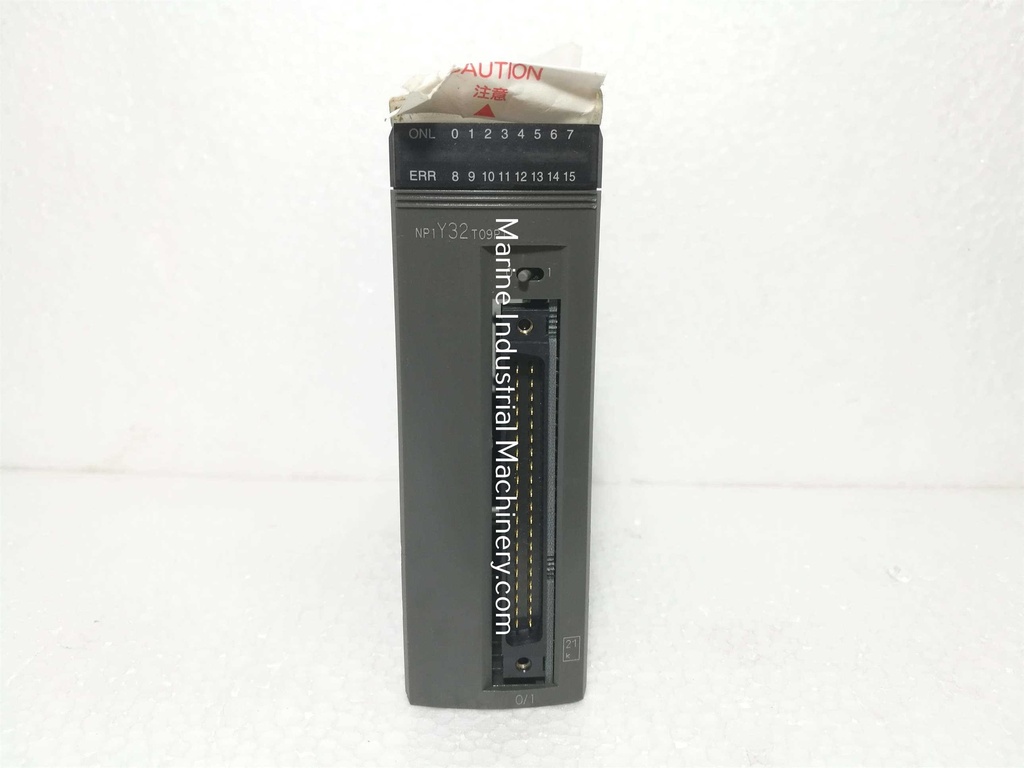 CAUTION
注意
ONL 0 1 2 3 4 5 6 7
ERR 8 9 10 11 12 13 14 15
NP1Y32T09P
1
Marine Industrial Machinery.com
21
0/1